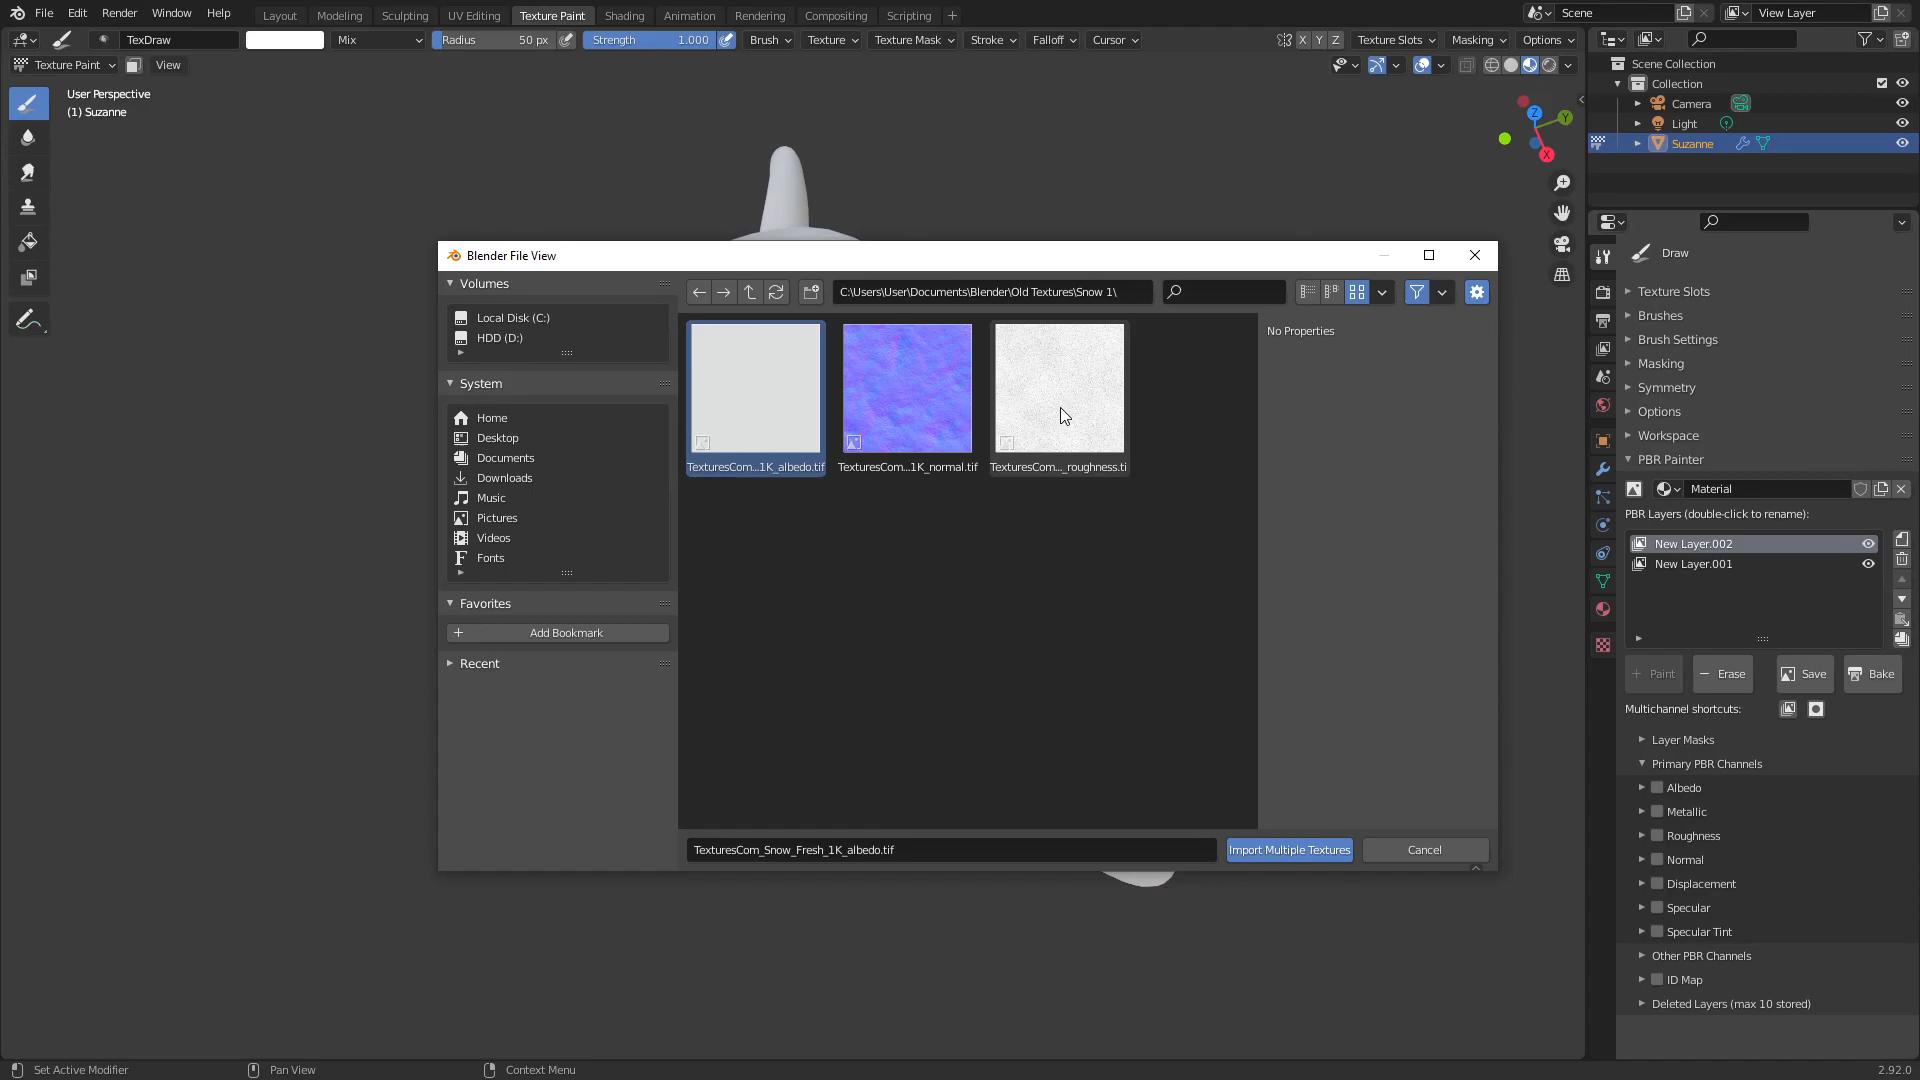 File Edit Render Window Help Layout Modeling Sculpting UV Editing Texture Paint Shading Animation Rendering Compositing Scripting + Scene View Layer
TexDraw Mix Radius 50 px Strength 1.000 Brush Texture Texture Mask Stroke Falloff Cursor X Y Z Texture Slots Masking Options
Texture Paint View
User Perspective
(1) Suzanne
Z Y X
Scene Collection
Collection
Camera
Light
Suzanne
Blender File View
Volumes
Local Disk (C:)
HDD (D:)
System
Home
Desktop
Documents
Downloads
Music
Pictures
Videos
Fonts
Favorites
Add Bookmark
Recent
C:\Users\User\Documents\Blender\Old Textures\Snow 1\
TexturesCom...1K_albedo.tif TexturesCom...1K_normal.tif TexturesCom..._roughness.ti
No Properties
TexturesCom_Snow_Fresh_1K_albedo.tif Import Multiple Textures Cancel
Draw
Texture Slots
Brushes
Brush Settings
Masking
Symmetry
Options
Workspace
PBR Painter
Material
PBR Layers (double-click to rename):
New Layer.002
New Layer.001
Paint Erase Save Bake
Multichannel shortcuts:
Layer Masks
Primary PBR Channels
Albedo
Metallic
Roughness
Normal
Displacement
Specular
Specular Tint
Other PBR Channels
ID Map
Deleted Layers (max 10 stored)
Set Active Modifier Pan View Context Menu 2.92.0